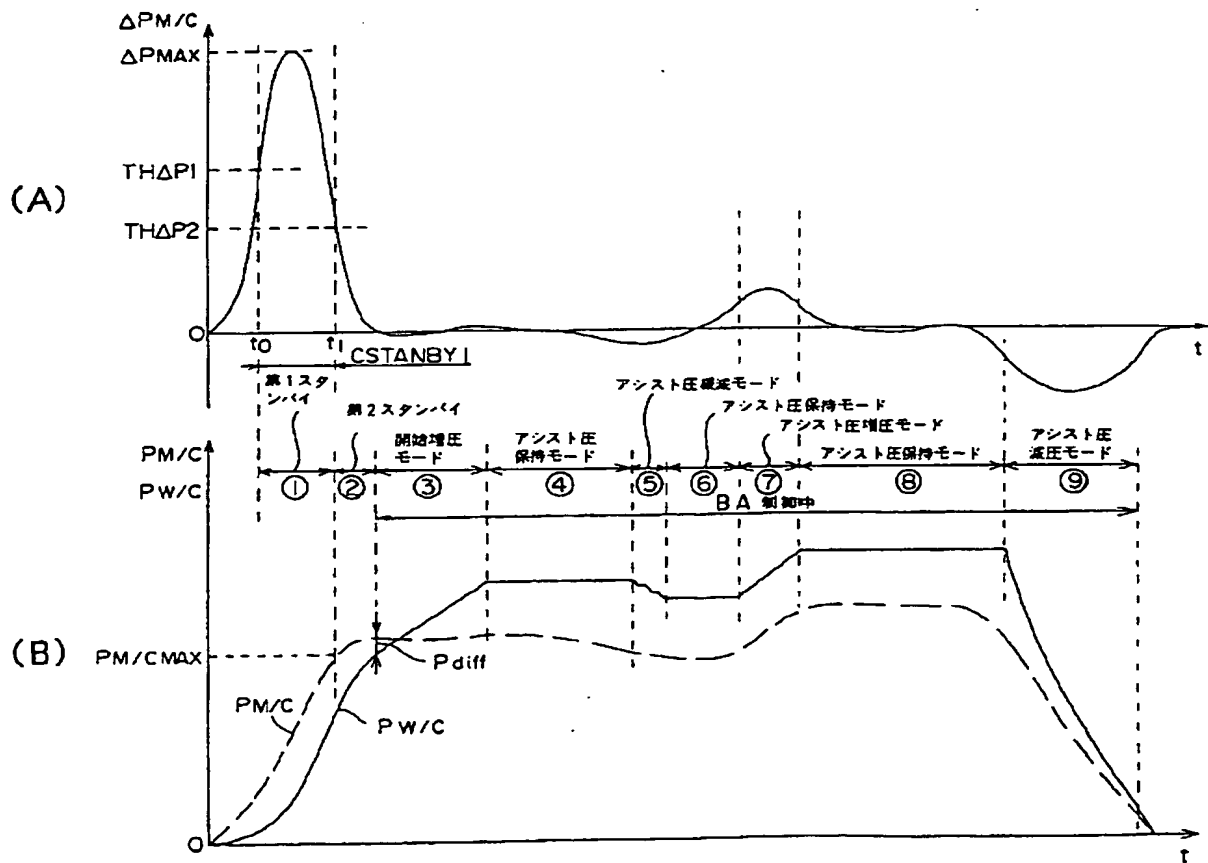 ΔPM/C
ΔPMAX
THΔP1
(A)
THΔP2
O
t0
t1
t
CSTANBY1
第1スタ
ンバイ
第2スタンバイ
開始増圧
モード
アシスト圧
保持モード
アシスト圧緩減モード
アシスト圧保持モード
アシスト圧増圧モード
アシスト圧保持モード
アシスト圧
減圧モード
PM/C
PW/C
① ② ③ ④ ⑤ ⑥ ⑦ ⑧ ⑨
BA 制御中
(B)
PM/CMAX
Pdiff
PM/C
PW/C
O
t